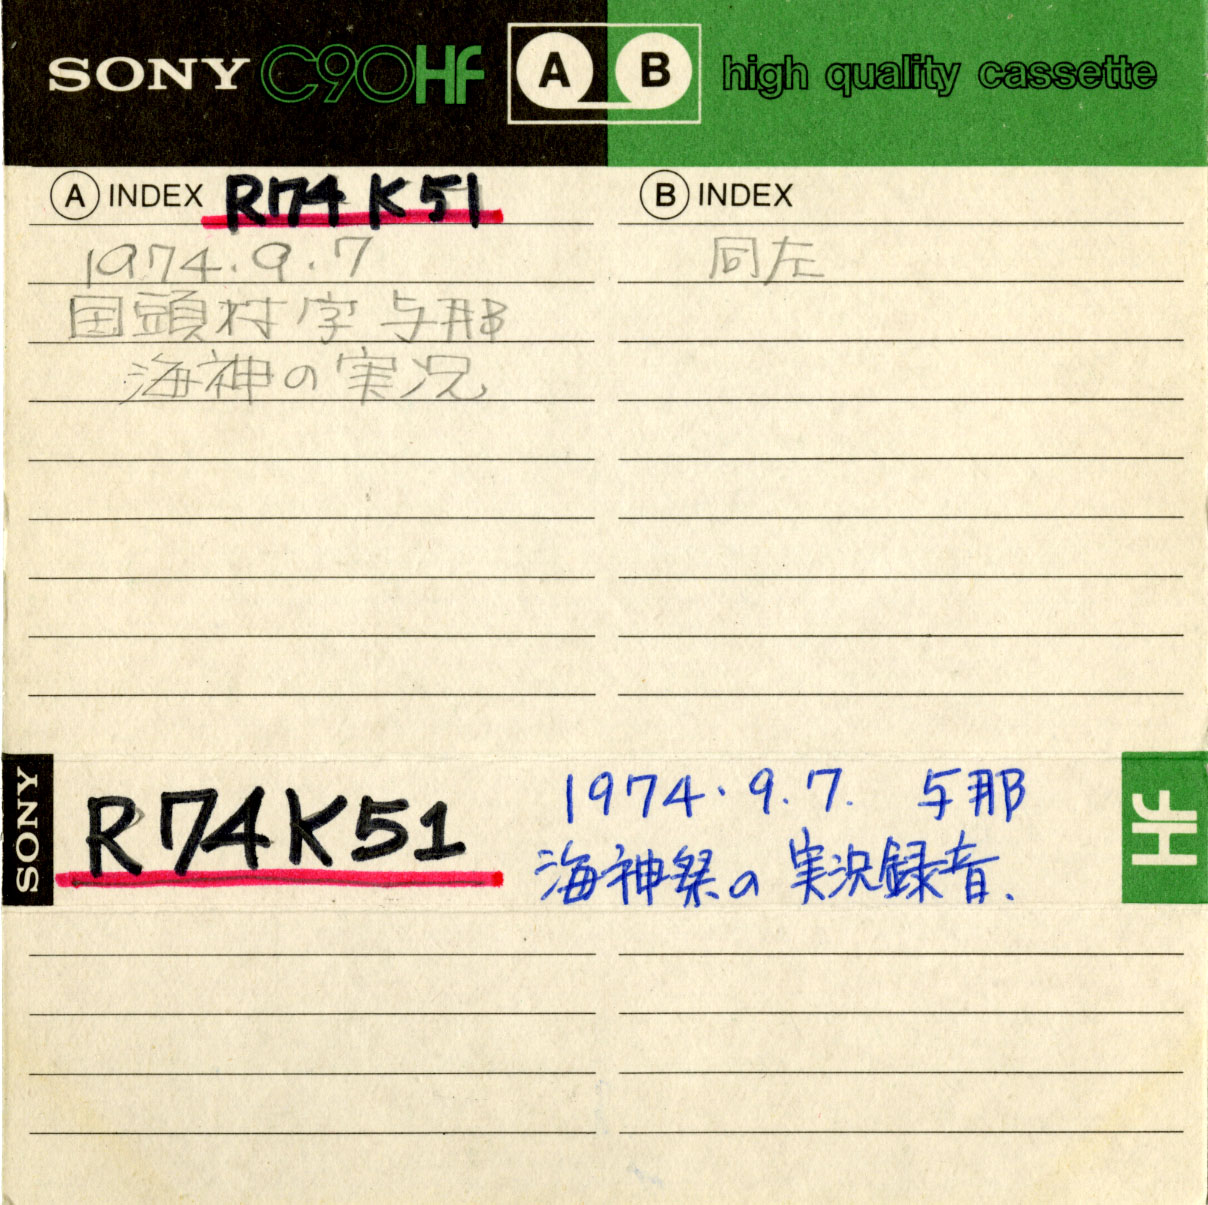 SONY C90HF A B high quality cassette
A INDEX R74K51
1974.9.7
国頭村字与那
海神の実況
B INDEX
同左
SONY
R74K51
1974.9.7. 与那
海神祭の実況録音.
HF